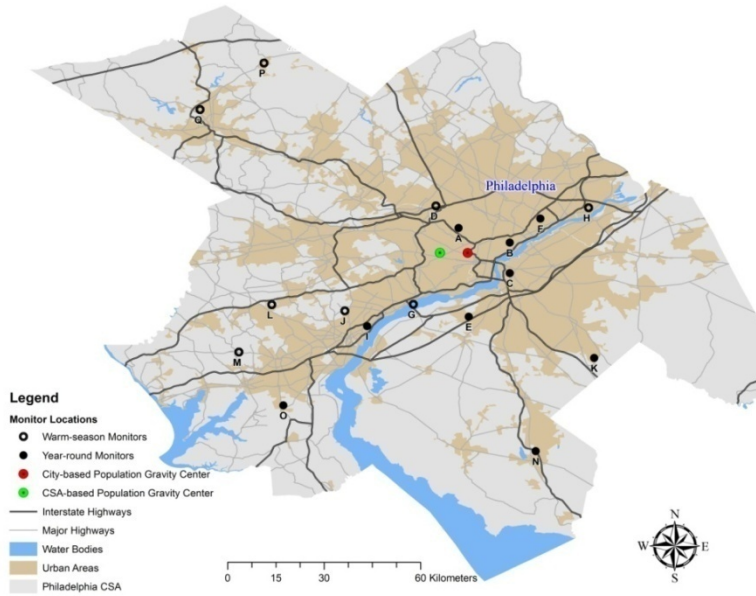 P
Q
Philadelphia
D
H
F
A
B
C
G
L
J
I
E
M
K
O
N
Legend
Monitor Locations
Warm-season Monitors
Year-round Monitors
City-based Population Gravity Center
CSA-based Population Gravity Center
Interstate Highways
Major Highways
Water Bodies
Urban Areas
Philadelphia CSA
0 15 30 60 Kilometers
N
W E
S